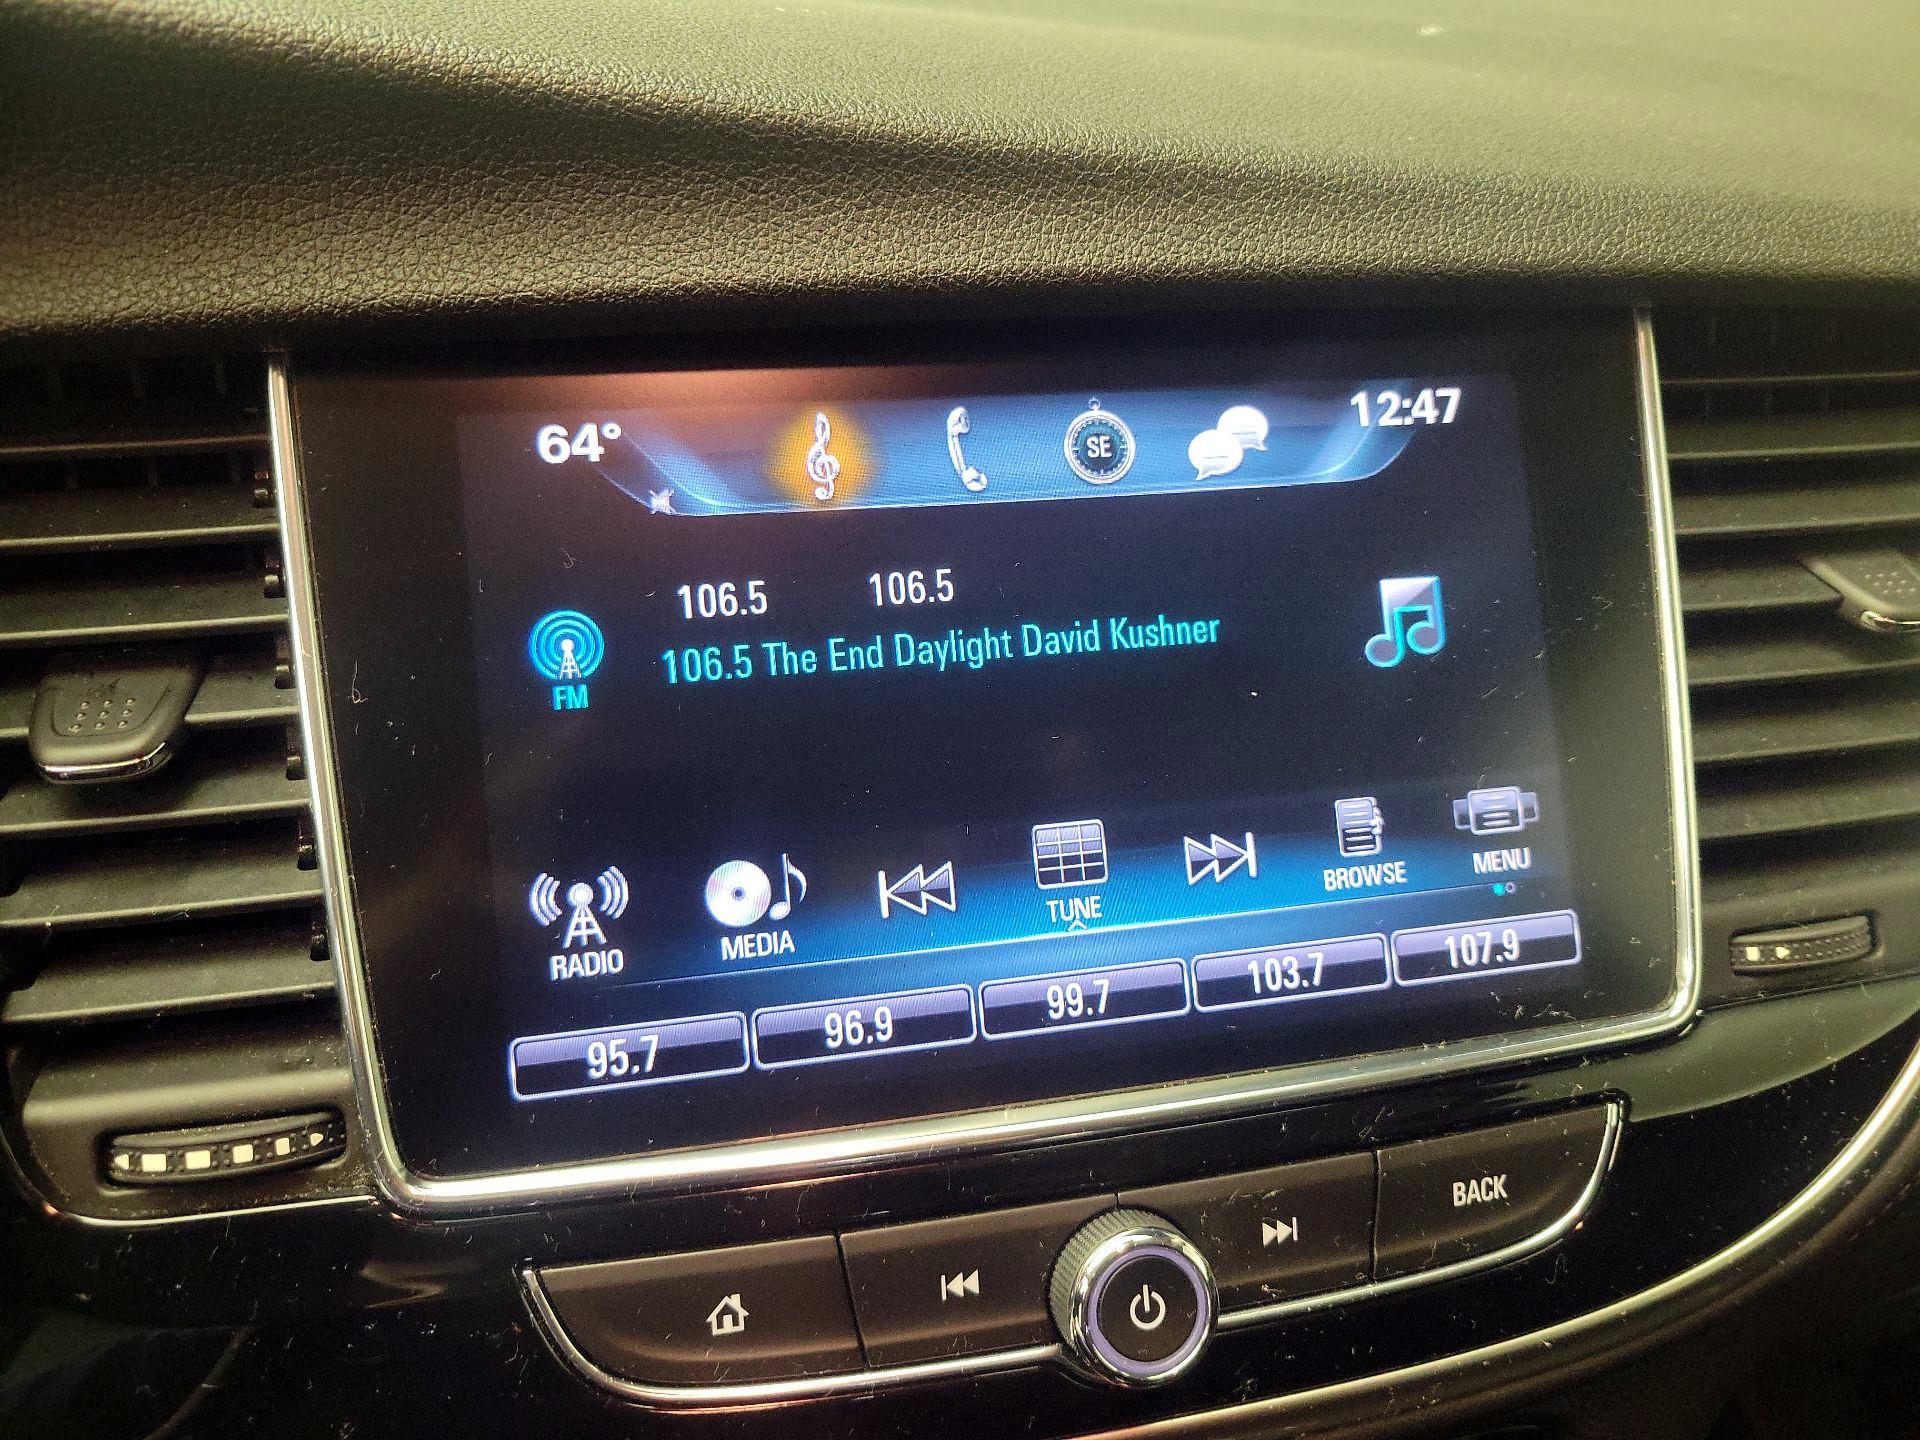 64° SE 12:47
106.5 106.5
106.5 The End Daylight David Kushner
FM
RADIO MEDIA TUNE BROWSE MENU
95.7 96.9 99.7 103.7 107.9
BACK